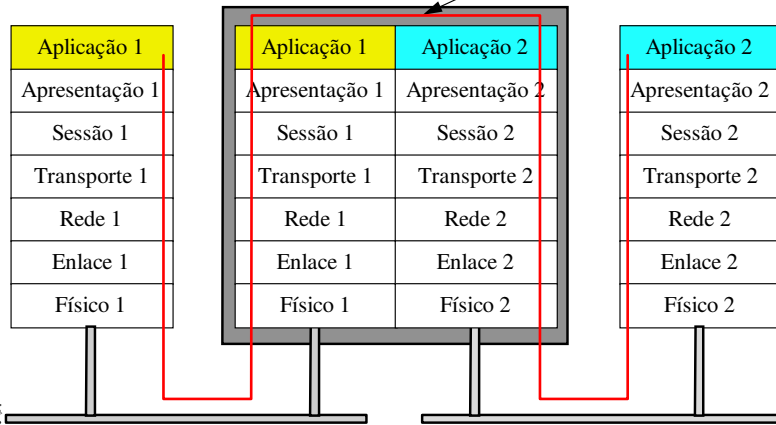 Aplicação 1 Aplicação 1 Aplicação 2 Aplicação 2
Apresentação 1 Apresentação 1 Apresentação 2 Apresentação 2
Sessão 1 Sessão 1 Sessão 2 Sessão 2
Transporte 1 Transporte 1 Transporte 2 Transporte 2
Rede 1 Rede 1 Rede 2 Rede 2
Enlace 1 Enlace 1 Enlace 2 Enlace 2
Físico 1 Físico 1 Físico 2 Físico 2